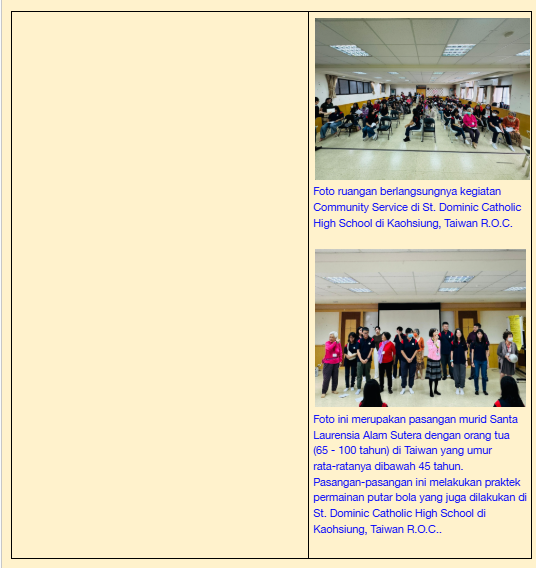 Foto ruangan berlangsungnya kegiatan
Community Service di St. Dominic Catholic
High School di Kaohsiung, Taiwan R.O.C.
Foto ini merupakan pasangan murid Santa
Laurensia Alam Sutera dengan orang tua
(65 - 100 tahun) di Taiwan yang umur
rata-ratanya dibawah 45 tahun.
Pasangan-pasangan ini melakukan praktek
permainan putar bola yang juga dilakukan di
St. Dominic Catholic High School di
Kaohsiung, Taiwan R.O.C..